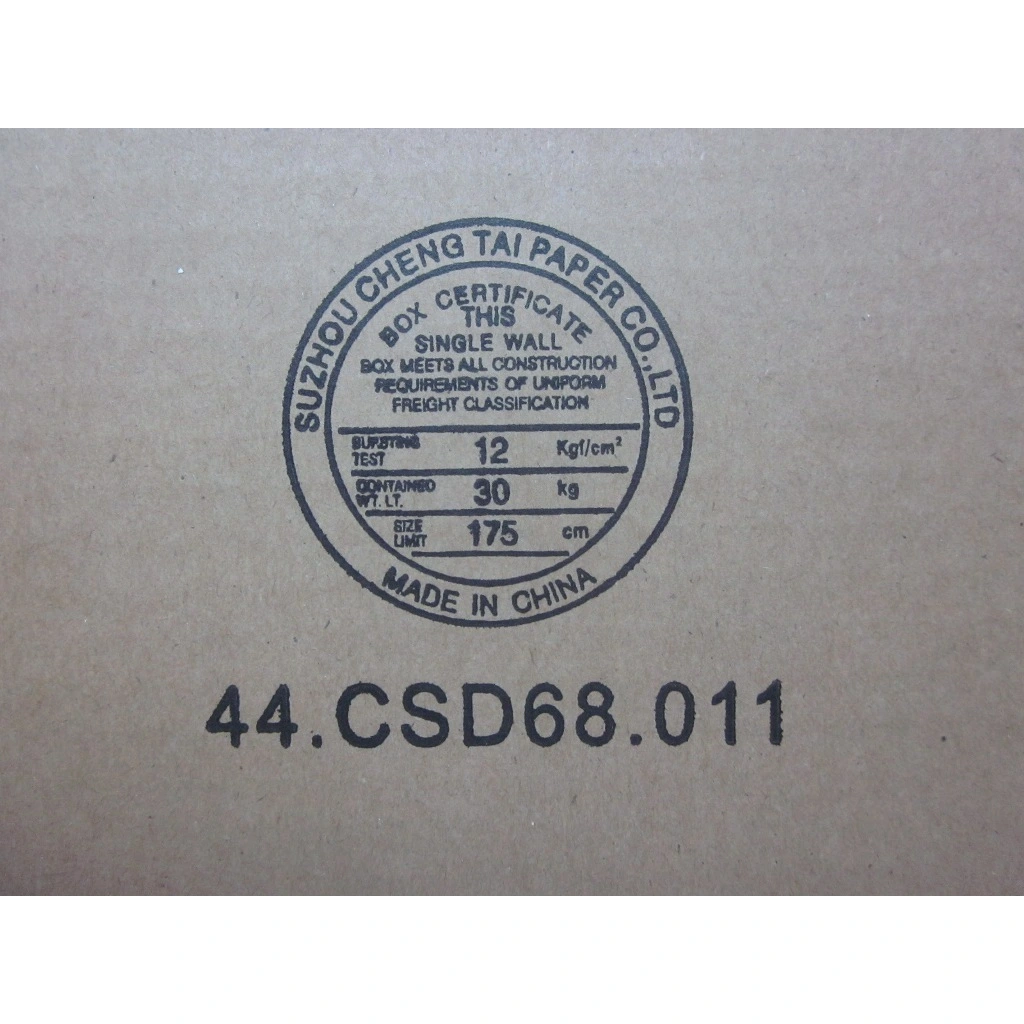 SUZHOU CHENG TAI PAPER CO.,LTD
BOX CERTIFICATE
THIS
SINGLE WALL
BOX MEETS ALL CONSTRUCTION
REQUIREMENTS OF UNIFORM
FREIGHT CLASSIFICATION
BURSTING TEST 12 Kgf/cm²
CONTAINED WT. LT. 30 kg
SIZE LIMIT 175 cm
MADE IN CHINA
44.CSD68.011